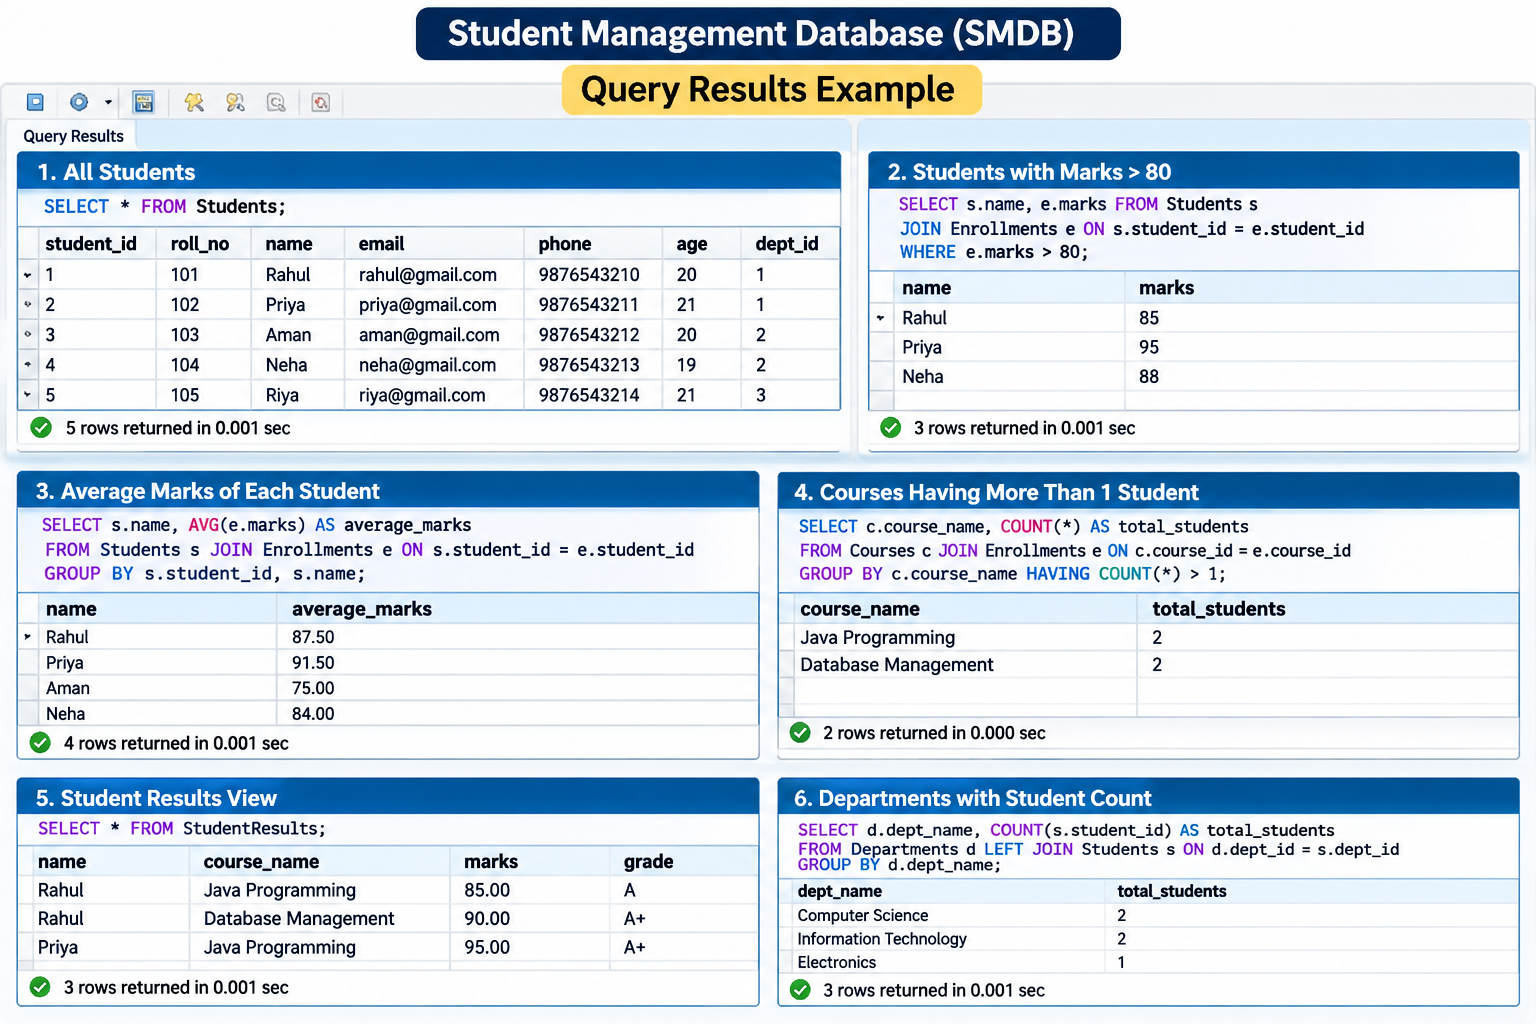 Student Management Database (SMDB)
Query Results Example
Query Results
1. All Students
SELECT * FROM Students;
student_id roll_no name email phone age dept_id
1 101 Rahul rahul@gmail.com 9876543210 20 1
2 102 Priya priya@gmail.com 9876543211 21 1
3 103 Aman aman@gmail.com 9876543212 20 2
4 104 Neha neha@gmail.com 9876543213 19 2
5 105 Riya riya@gmail.com 9876543214 21 3
5 rows returned in 0.001 sec
2. Students with Marks > 80
SELECT s.name, e.marks FROM Students s
JOIN Enrollments e ON s.student_id = e.student_id
WHERE e.marks > 80;
name marks
Rahul 85
Priya 95
Neha 88
3 rows returned in 0.001 sec
3. Average Marks of Each Student
SELECT s.name, AVG(e.marks) AS average_marks
FROM Students s JOIN Enrollments e ON s.student_id = e.student_id
GROUP BY s.student_id, s.name;
name average_marks
Rahul 87.50
Priya 91.50
Aman 75.00
Neha 84.00
4 rows returned in 0.001 sec
4. Courses Having More Than 1 Student
SELECT c.course_name, COUNT(*) AS total_students
FROM Courses c JOIN Enrollments e ON c.course_id = e.course_id
GROUP BY c.course_name HAVING COUNT(*) > 1;
course_name total_students
Java Programming 2
Database Management 2
2 rows returned in 0.000 sec
5. Student Results View
SELECT * FROM StudentResults;
name course_name marks grade
Rahul Java Programming 85.00 A
Rahul Database Management 90.00 A+
Priya Java Programming 95.00 A+
3 rows returned in 0.001 sec
6. Departments with Student Count
SELECT d.dept_name, COUNT(s.student_id) AS total_students
FROM Departments d LEFT JOIN Students s ON d.dept_id = s.dept_id
GROUP BY d.dept_name;
dept_name total_students
Computer Science 2
Information Technology 2
Electronics 1
3 rows returned in 0.001 sec